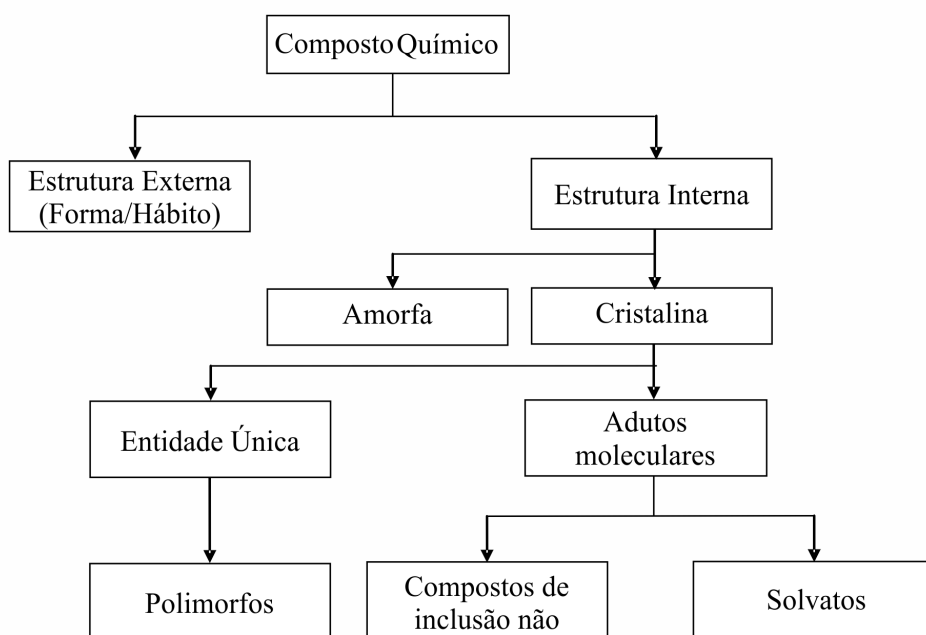 Composto Químico
Estrutura Externa
(Forma/Hábito)
Estrutura Interna
Amorfa
Cristalina
Entidade Única
Adutos
moleculares
Polimorfos
Compostos de
inclusão não
Solvatos